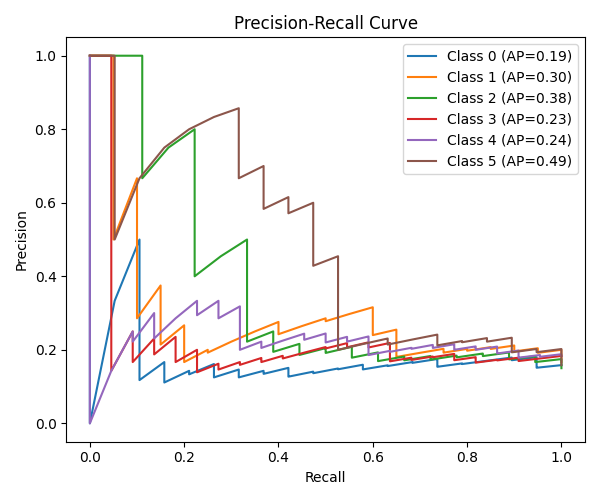 Precision-Recall Curve
Class 0 (AP=0.19)
Class 1 (AP=0.30)
Class 2 (AP=0.38)
Class 3 (AP=0.23)
Class 4 (AP=0.24)
Class 5 (AP=0.49)
Precision
1.0
0.8
0.6
0.4
0.2
0.0
0.0 0.2 0.4 0.6 0.8 1.0
Recall